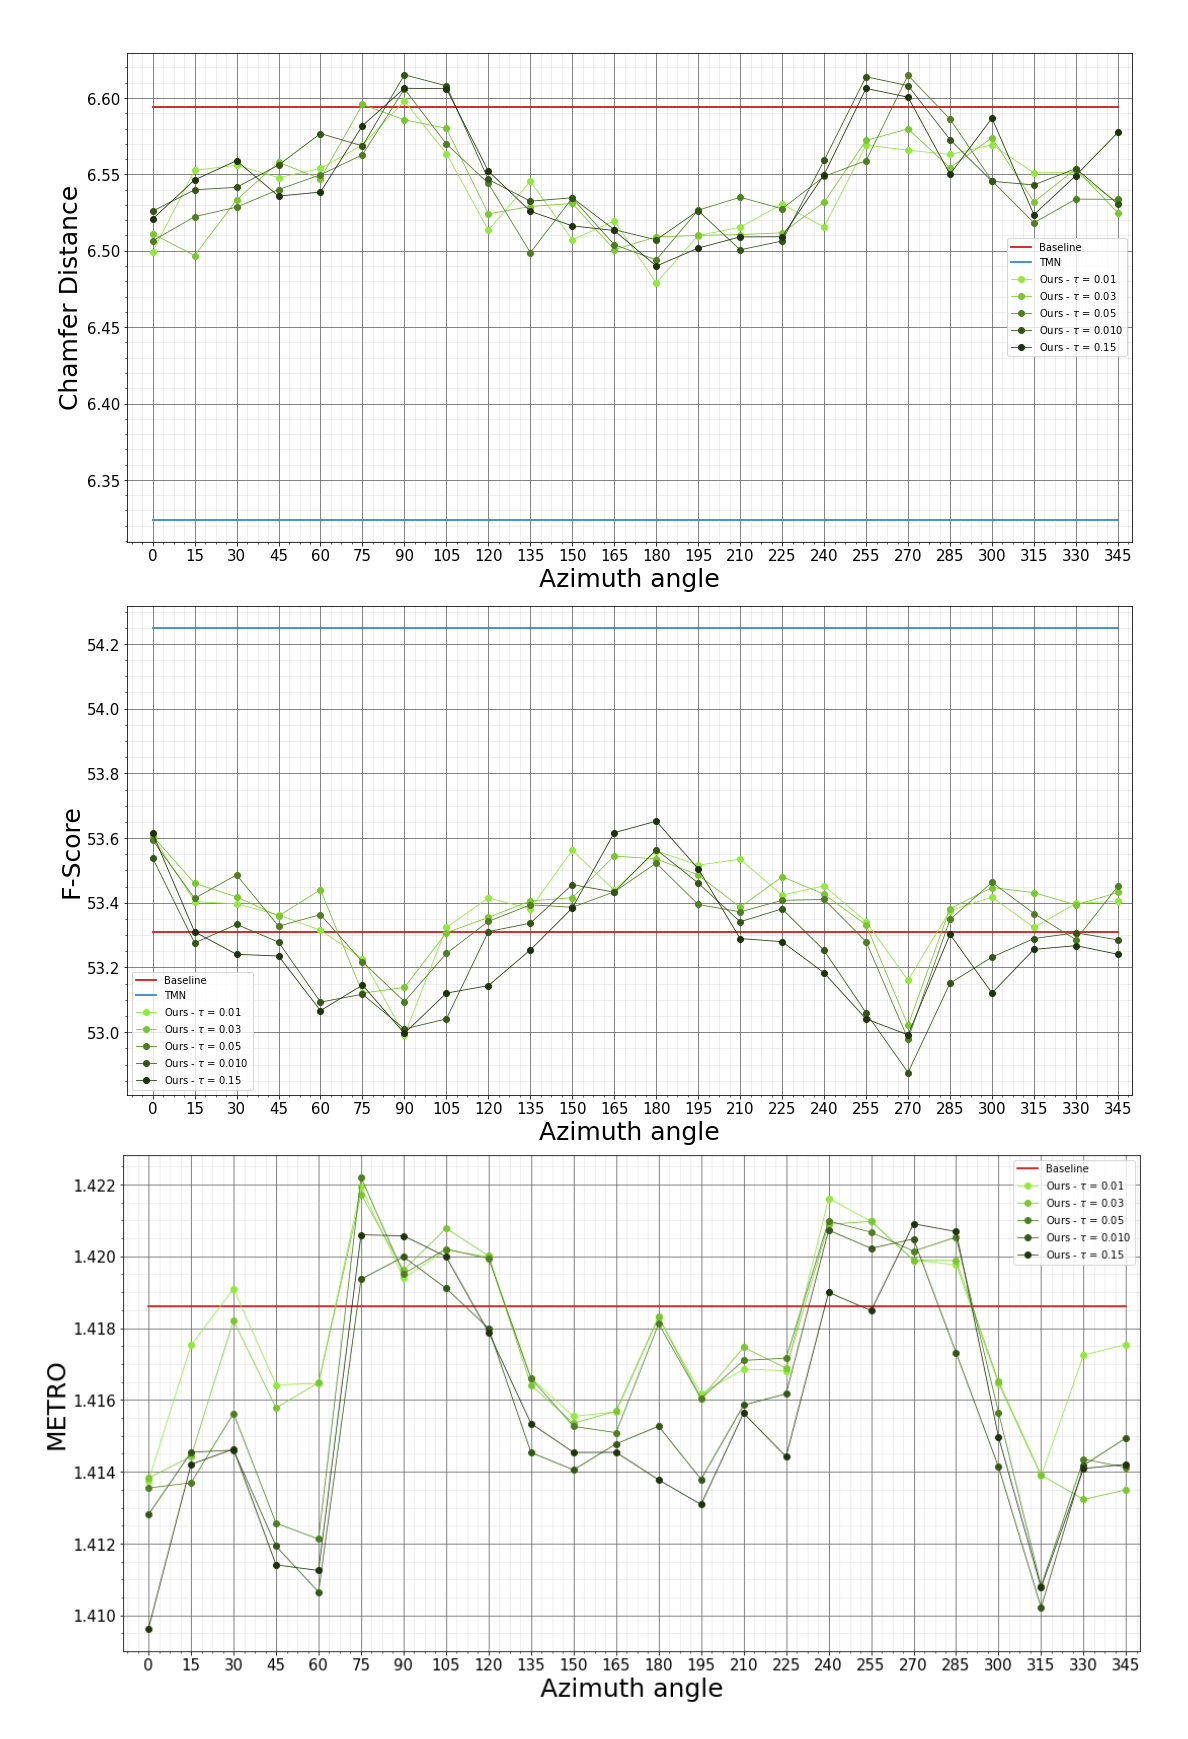 6.60
6.55
6.50
6.45
6.40
6.35
Chamfer Distance
Baseline
TMN
Ours - τ = 0.01
Ours - τ = 0.03
Ours - τ = 0.05
Ours - τ = 0.010
Ours - τ = 0.15
0 15 30 45 60 75 90 105 120 135 150 165 180 195 210 225 240 255 270 285 300 315 330 345
Azimuth angle
54.2
54.0
53.8
53.6
53.4
53.2
53.0
F-Score
Baseline
TMN
Ours - τ = 0.01
Ours - τ = 0.03
Ours - τ = 0.05
Ours - τ = 0.010
Ours - τ = 0.15
0 15 30 45 60 75 90 105 120 135 150 165 180 195 210 225 240 255 270 285 300 315 330 345
Azimuth angle
1.422
1.420
1.418
1.416
1.414
1.412
1.410
METRO
Baseline
Ours - τ = 0.01
Ours - τ = 0.03
Ours - τ = 0.05
Ours - τ = 0.010
Ours - τ = 0.15
0 15 30 45 60 75 90 105 120 135 150 165 180 195 210 225 240 255 270 285 300 315 330 345
Azimuth angle